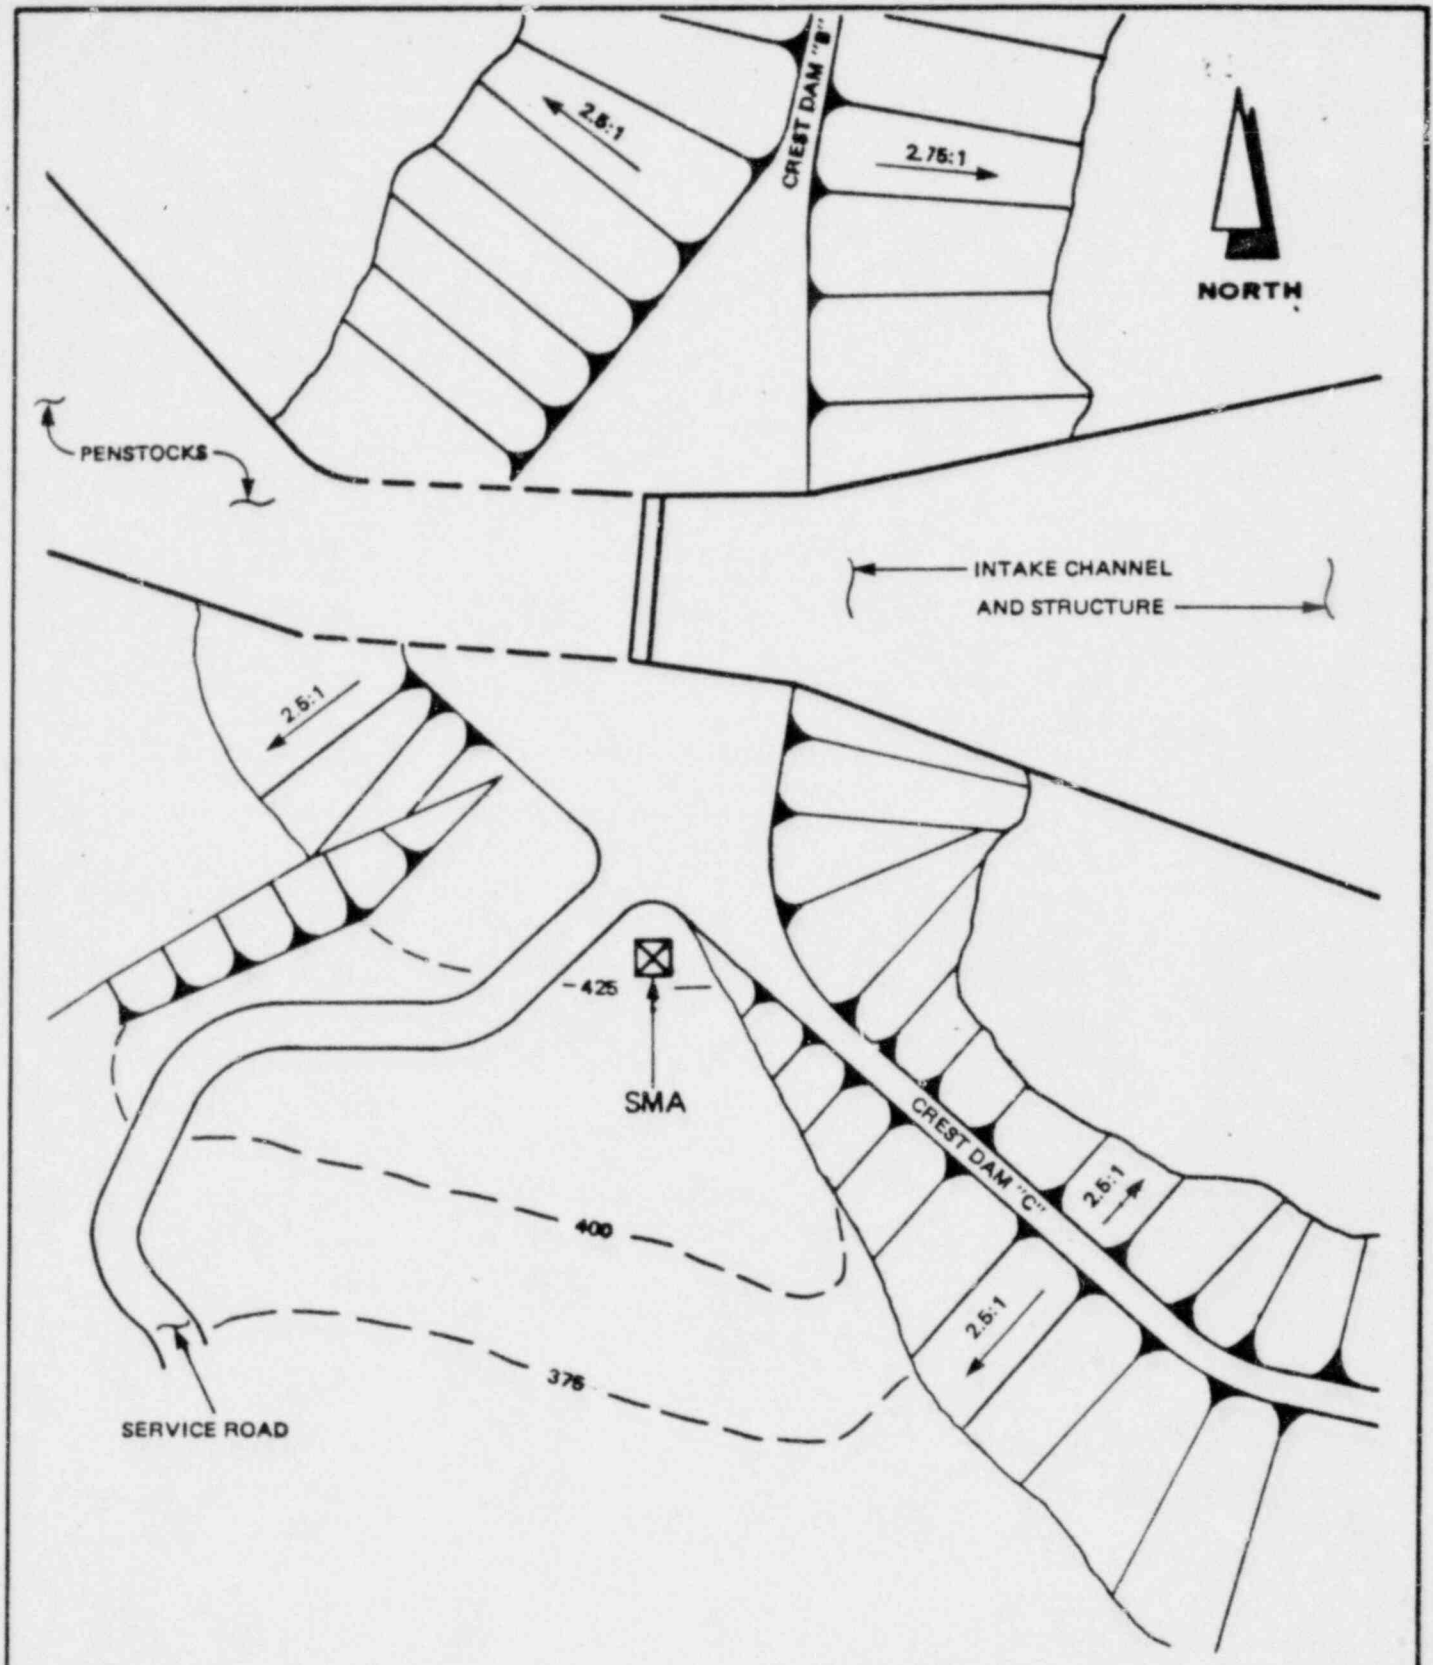 CREST DAM "B"
2.5:1
2.75:1
NORTH
PENSTOCKS
INTAKE CHANNEL
AND STRUCTURE
2.5:1
425
SMA
CREST DAM "C"
2.5:1
400
2.5:1
375
SERVICE ROAD